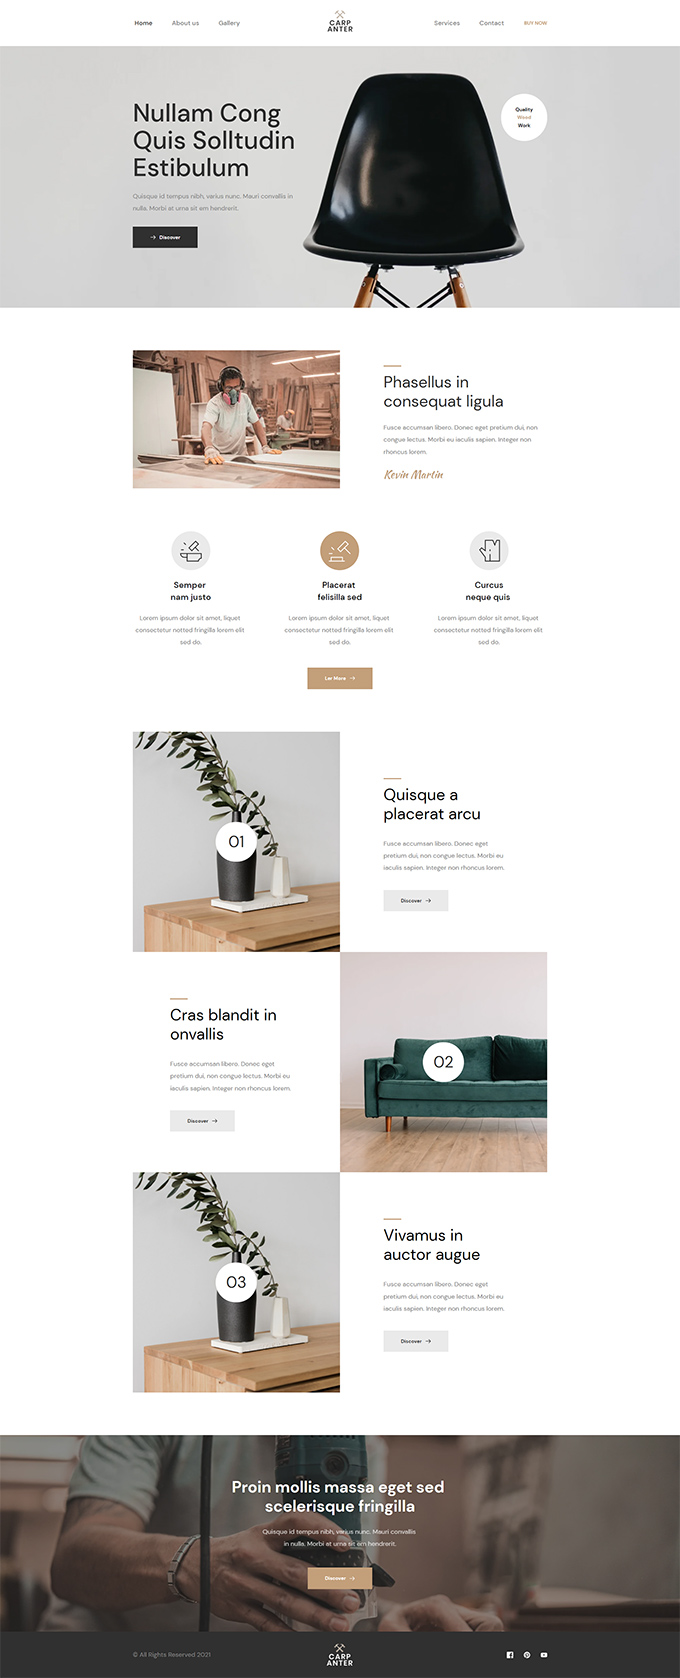 Home
About us
Gallery
CARP
ANTER
Services
Contact
BUY NOW
Nullam Cong
Quis Solltudin
Estibulum
Quisque id tempus nibh, varius nunc. Mauri convallis in
nulla. Morbi at urna sit em hendrerit.
Discover
Quelity
Wood
Work
Phasellus in
consequat ligula
Fusce accumsan libero. Donec eget pretium dui, non
congue lectus. Morbi eu iaculis sapien. Integer non
rhoncus lorem.
Kevin Martin
Semper
nam justo
Lorem ipsum dolor sit amet, liquet
consectetur notted fringilla lorem elit
sed do.
Placerat
felisilla sed
Lorem ipsum dolor sit amet, liquet
consectetur notted fringilla lorem elit
sed do.
Curcus
neque quis
Lorem ipsum dolor sit amet, liquet
consectetur notted fringilla lorem elit
sed do.
Ler More
01
Quisque a
placerat arcu
Fusce accumsan libero. Donec eget
pretium dui, non congue lectus. Morbi eu
iaculis sapien. Integer non rhoncus lorem.
Discover
Cras blandit in
onvallis
Fusce accumsan libero. Donec eget
pretium dui, non congue lectus. Morbi eu
iaculis sapien. Integer non rhoncus lorem.
Discover
02
03
Vivamus in
auctor augue
Fusce accumsan libero. Donec eget
pretium dui, non congue lectus. Morbi eu
iaculis sapien. Integer non rhoncus lorem.
Discover
Proin mollis massa eget sed
scelerisque fringilla
Quisque id tempus nibh, varius nunc. Mauri convallis
in nulla. Morbi at urna sit em hendrerit.
Discover
© All Rights Reserved 2021
CARP
ANTER